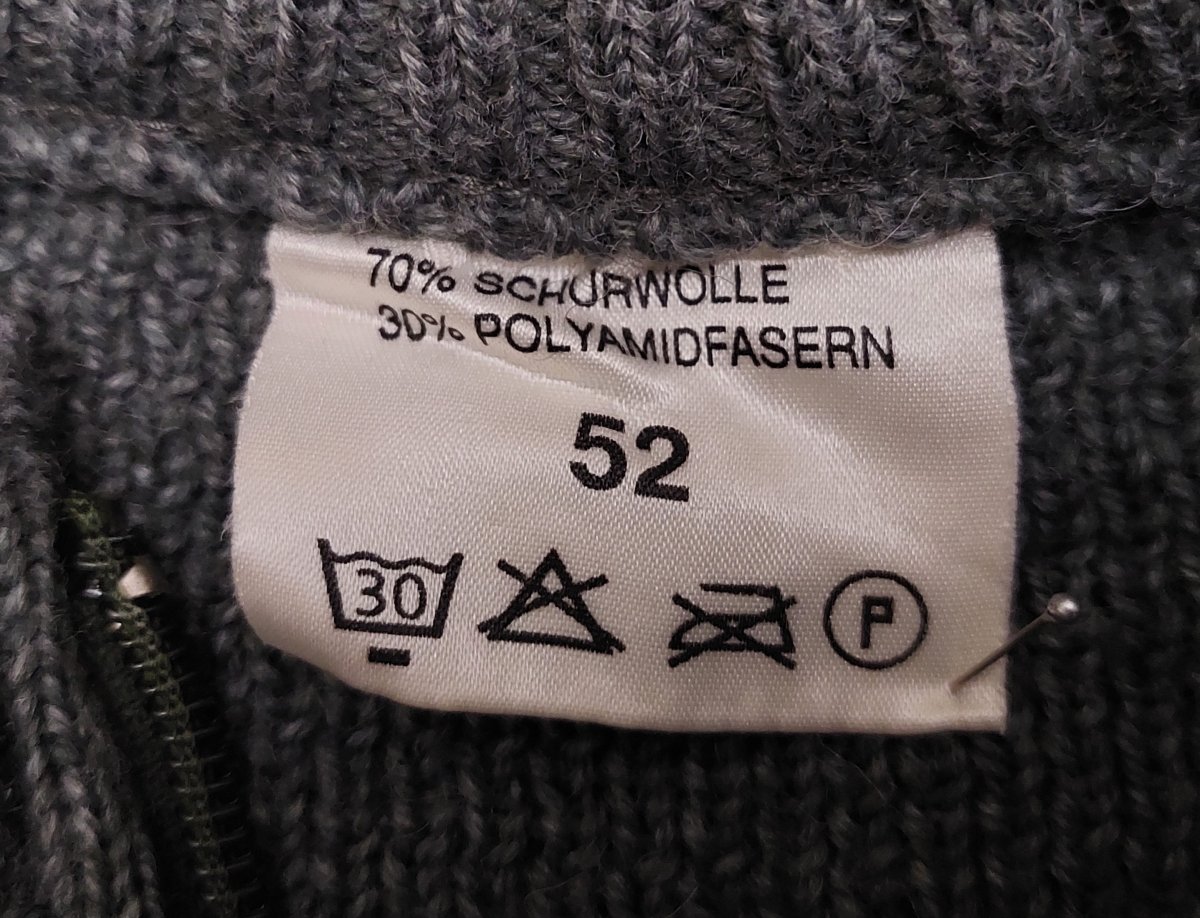 70% SCHURWOLLE
30% POLYAMIDFASERN
52
30 P